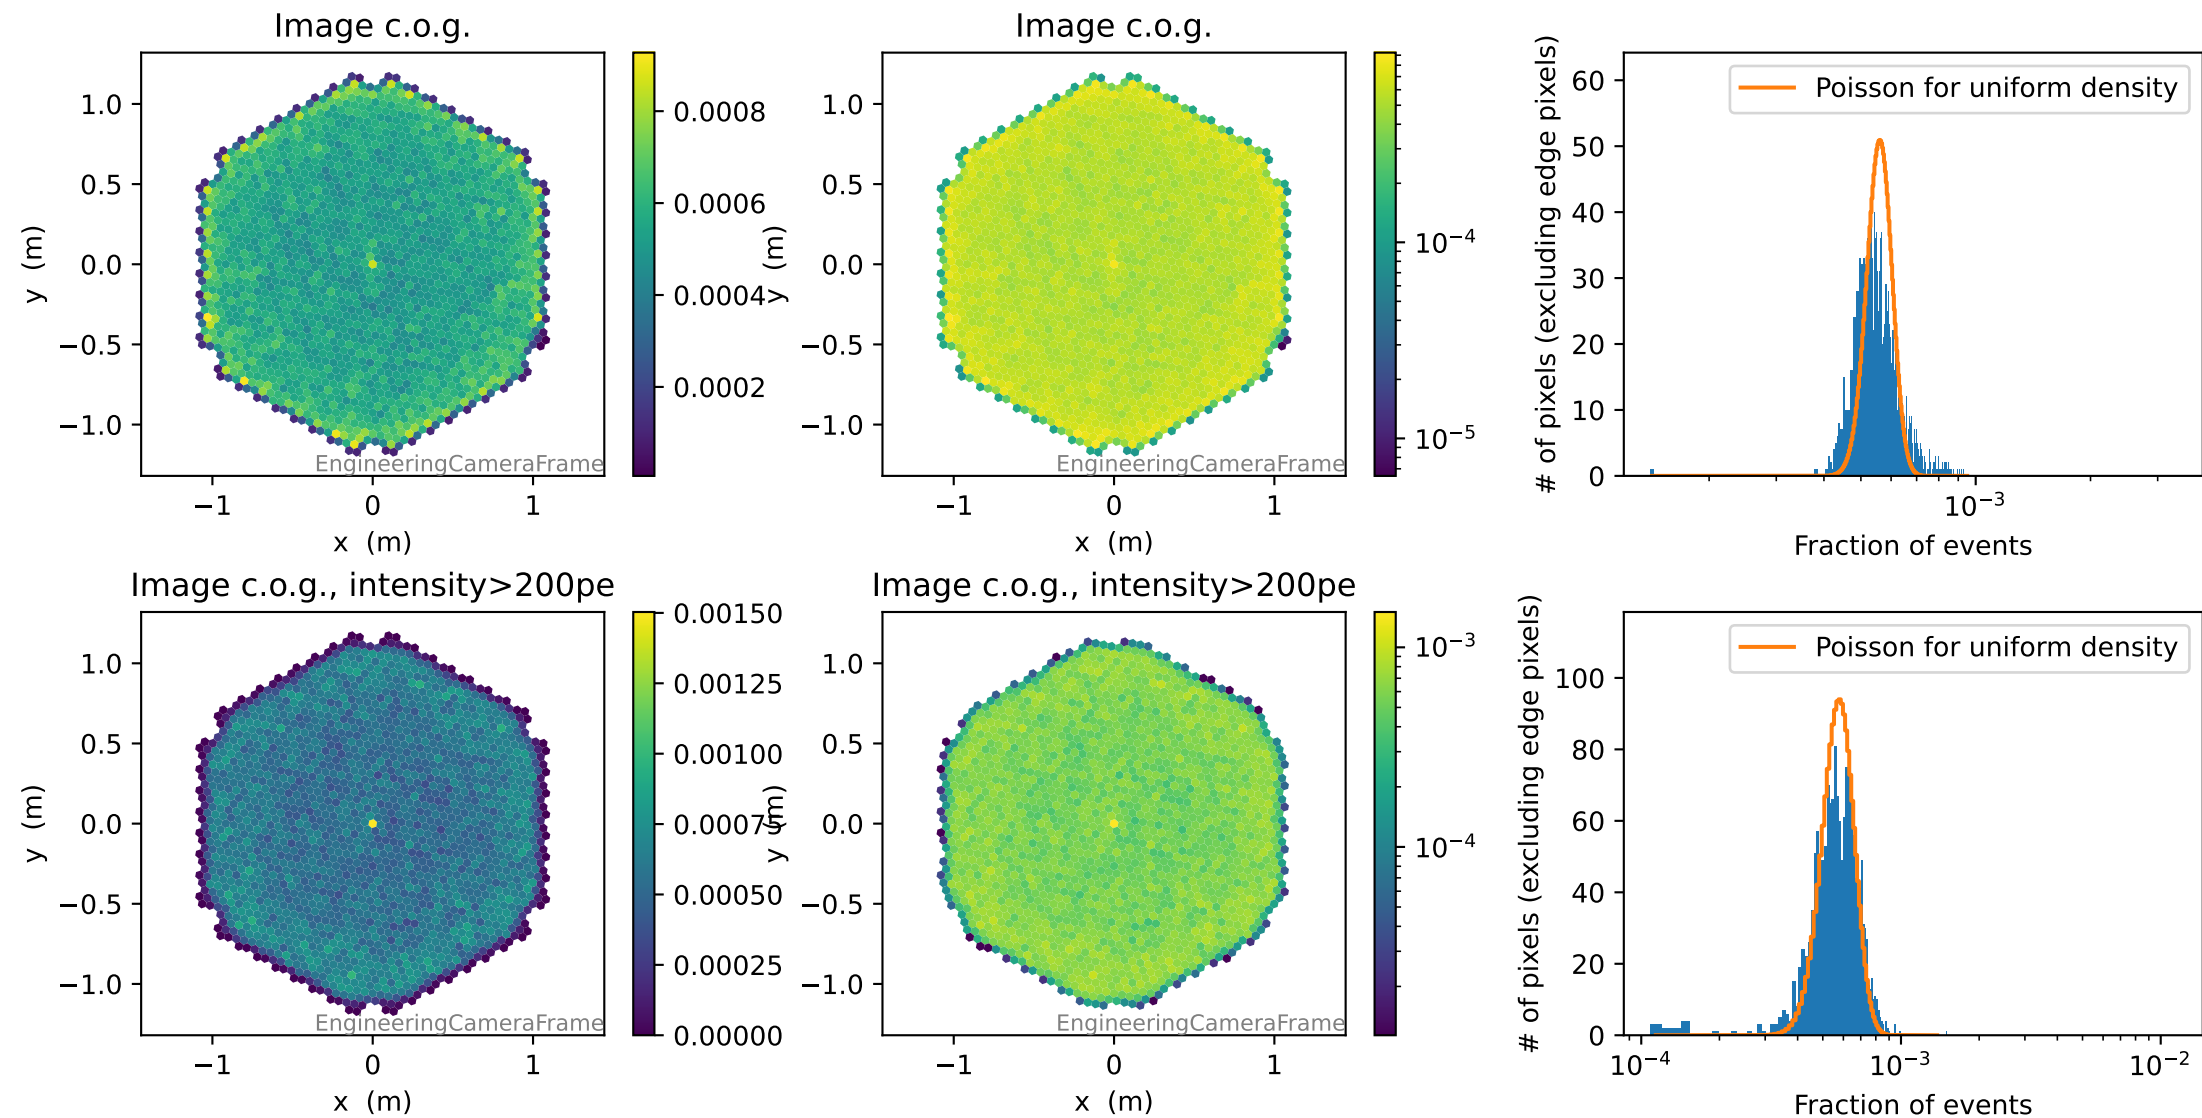 Image c.o.g.
y (m)
1.0
0.5
0.0
−0.5
−1.0
−1
0
1
x (m)
EngineeringCameraFrame
0.0008
0.0006
0.0004
0.0002
Image c.o.g.
y (m)
1.0
0.5
0.0
−0.5
−1.0
−1
0
1
x (m)
EngineeringCameraFrame
10−4
10−5
# of pixels (excluding edge pixels)
60
50
40
30
20
10
0
Poisson for uniform density
10−3
Fraction of events
Image c.o.g., intensity>200pe
y (m)
1.0
0.5
0.0
−0.5
−1.0
−1
0
1
x (m)
EngineeringCameraFrame
0.00150
0.00125
0.00100
0.00075
0.00050
0.00025
0.00000
Image c.o.g., intensity>200pe
y (m)
1.0
0.5
0.0
−0.5
−1.0
−1
0
1
x (m)
EngineeringCameraFrame
10−3
10−4
# of pixels (excluding edge pixels)
100
80
60
40
20
0
Poisson for uniform density
10−4
10−3
10−2
Fraction of events